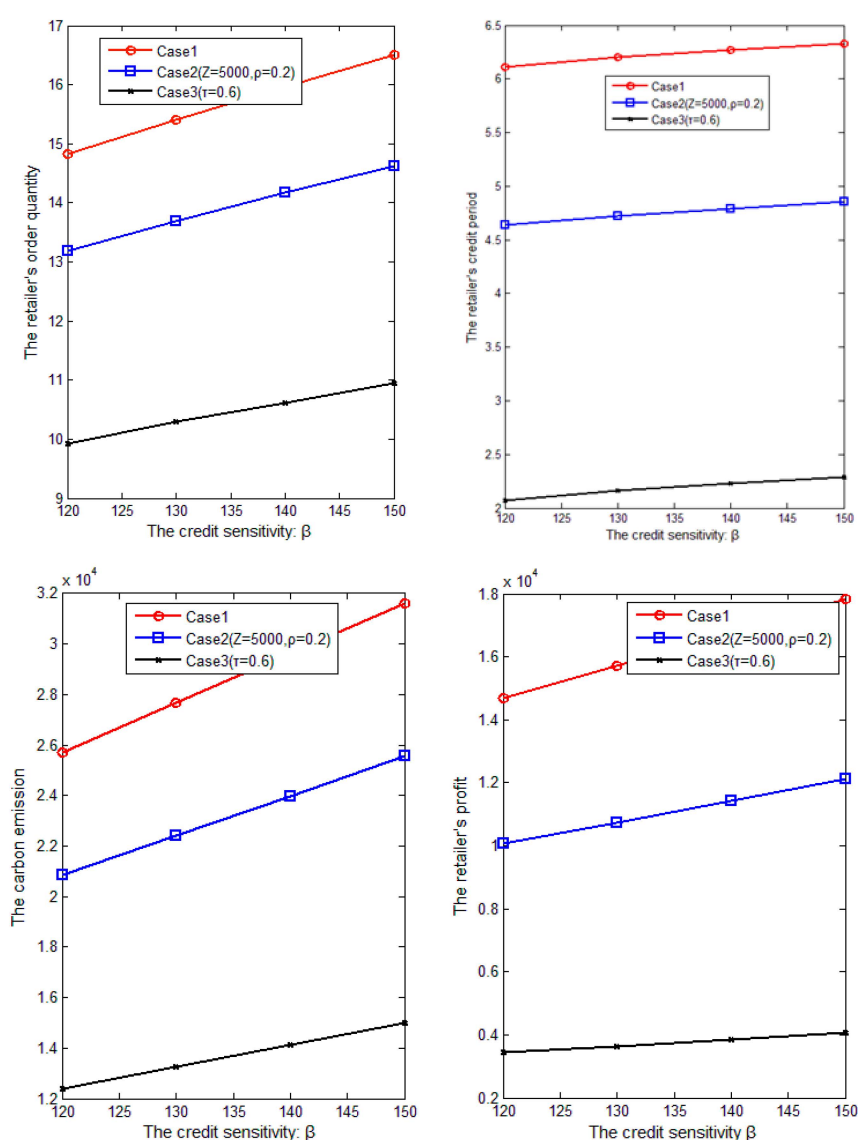 17
16
15
14
13
12
11
10
9
Case1
Case2(Z=5000,ρ=0.2)
Case3(τ=0.6)
The retailer's order quantity
120 125 130 135 140 145 150
The credit sensitivity: β
6.5
6
5.5
5
4.5
4
3.5
3
2.5
2
Case1
Case2(Z=5000,ρ=0.2)
Case3(τ=0.6)
The retailer's credit period
120 125 130 135 140 145 150
The credit sensitivity: β
x 10⁴
3.2
3
2.8
2.6
2.4
2.2
2
1.8
1.6
1.4
1.2
Case1
Case2(Z=5000,ρ=0.2)
Case3(τ=0.6)
The carbon emission
120 125 130 135 140 145 150
The credit sensitivity: β
x 10⁴
1.8
1.6
1.4
1.2
1
0.8
0.6
0.4
0.2
Case1
Case2(Z=5000,ρ=0.2)
Case3(τ=0.6)
The retailer's profit
120 125 130 135 140 145 150
The credit sensitivity β